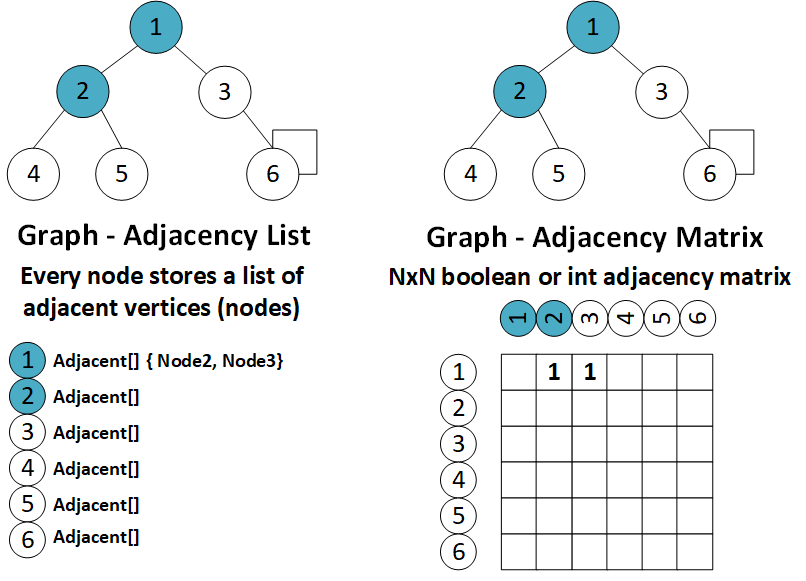 1
2
3
4
5
6
Graph - Adjacency List
Every node stores a list of
adjacent vertices (nodes)
1 Adjacent[] { Node2, Node3}
2 Adjacent[]
3 Adjacent[]
4 Adjacent[]
5 Adjacent[]
6 Adjacent[]
1
2
3
4
5
6
Graph - Adjacency Matrix
NxN boolean or int adjacency matrix
1 2 3 4 5 6
1 1 1
2
3
4
5
6